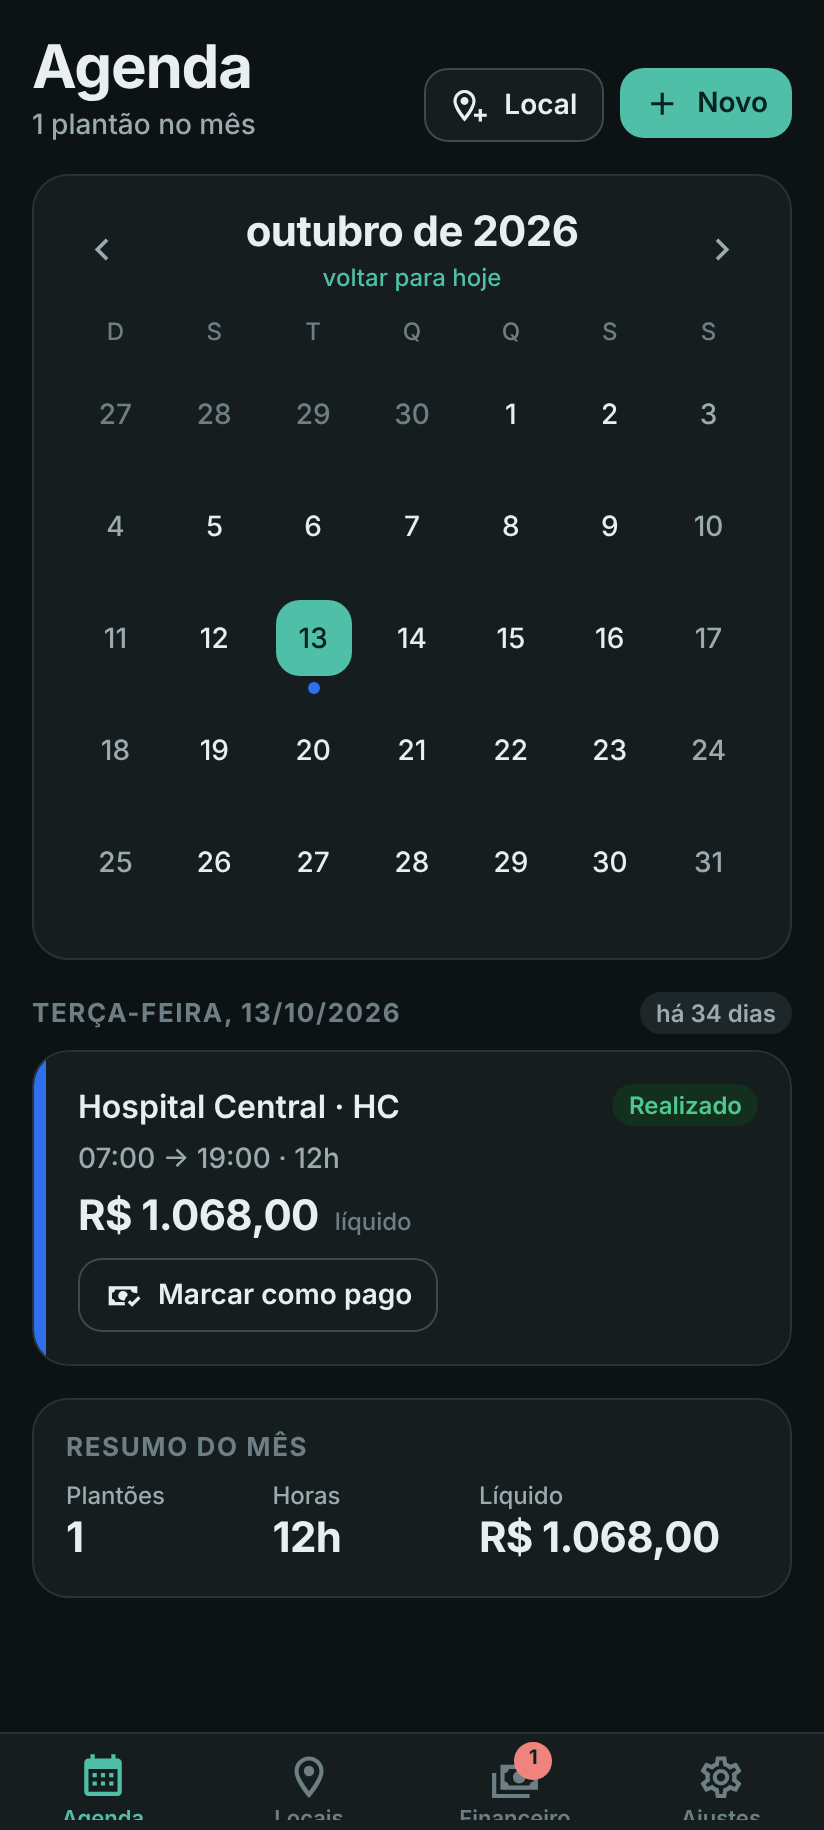 Agenda
1 plantão no mês
Local
Novo
outubro de 2026
voltar para hoje
D S T Q Q S S
27 28 29 30 1 2 3
4 5 6 7 8 9 10
11 12 13 14 15 16 17
18 19 20 21 22 23 24
25 26 27 28 29 30 31
TERÇA-FEIRA, 13/10/2026
há 34 dias
Hospital Central · HC
Realizado
07:00 → 19:00 · 12h
R$ 1.068,00 líquido
Marcar como pago
RESUMO DO MÊS
Plantões Horas Líquido
1 12h R$ 1.068,00
1
Agenda Locais Financeiro Ajustes